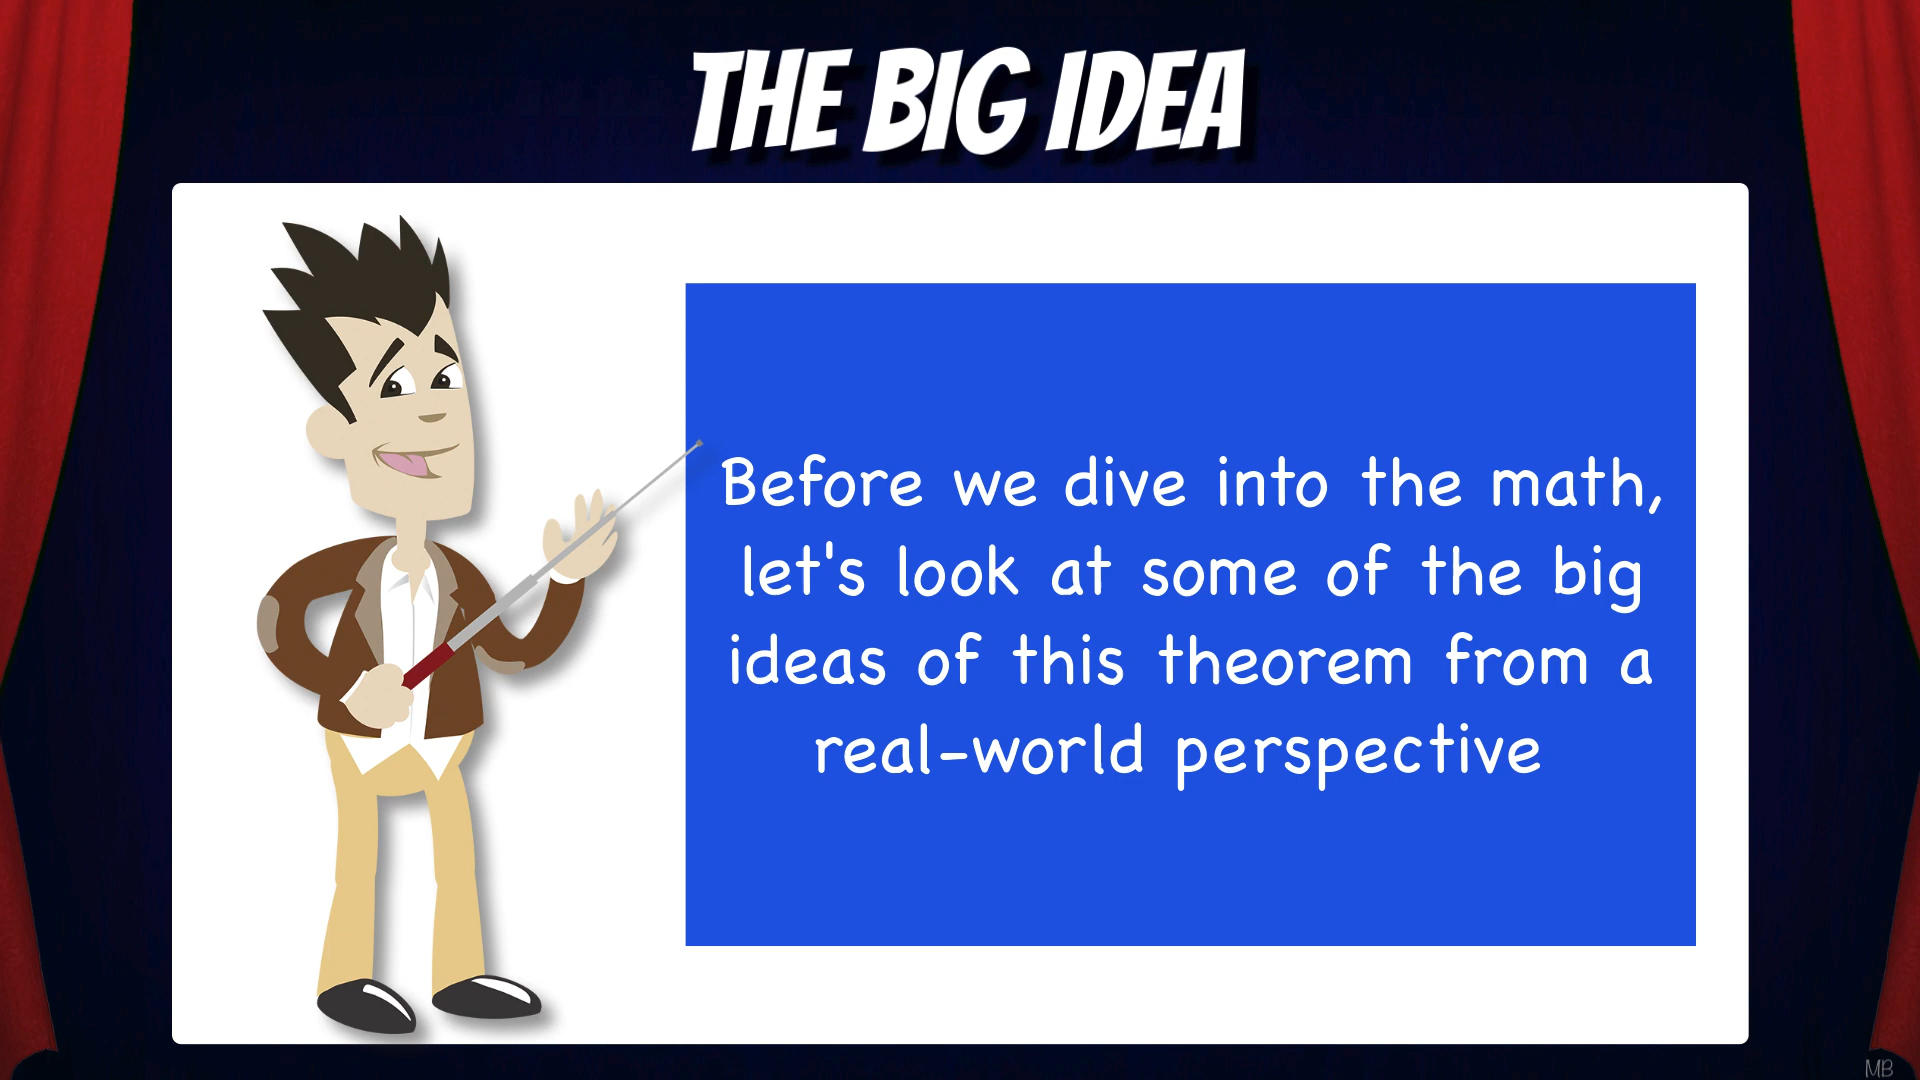 THE BIG IDEA
Before we dive into the math,
let's look at some of the big
ideas of this theorem from a
real-world perspective
MB